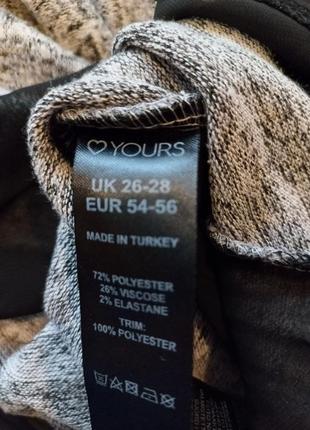 ♡YOURS
UK 26-28
EUR 54-56
MADE IN TURKEY
72% POLYESTER
26% VISCOSE
2% ELASTANE
TRIM:
100% POLYESTER